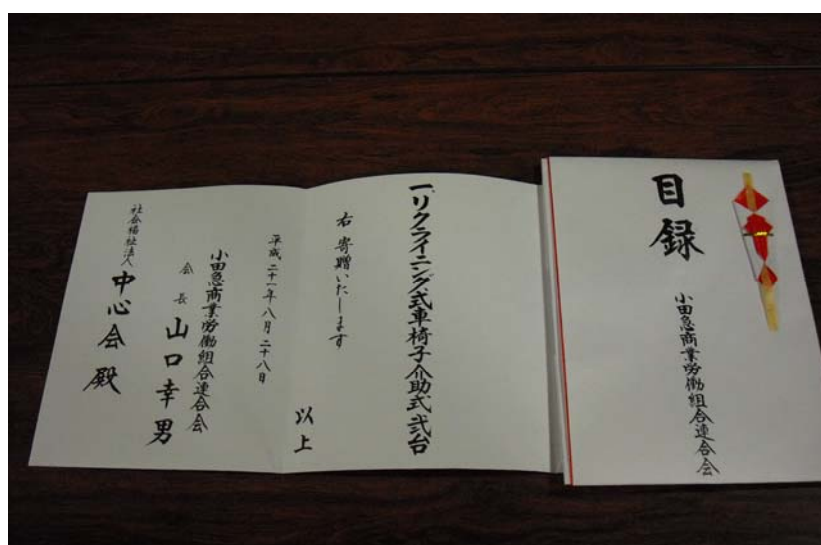 目録
小田急商業労働組合連合会
一、リクライニング式車椅子介助式弐台
右寄贈いたします
以上
平成二十一年八月二十八日
小田急商業労働組合連合会
会長 山口幸男
社会福祉法人
中心会殿